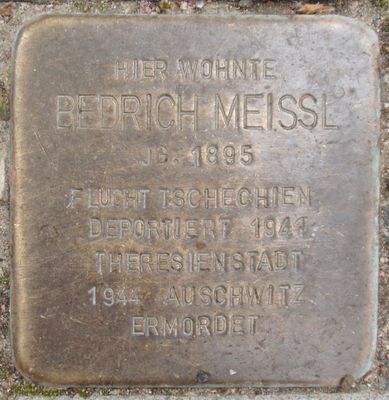 HIER WOHNTE
BEDRICH MEISSL
JG. 1895
FLUCHT TSCHECHIEN
DEPORTIERT 1941
THERESIENSTADT
1944 AUSCHWITZ
ERMORDET